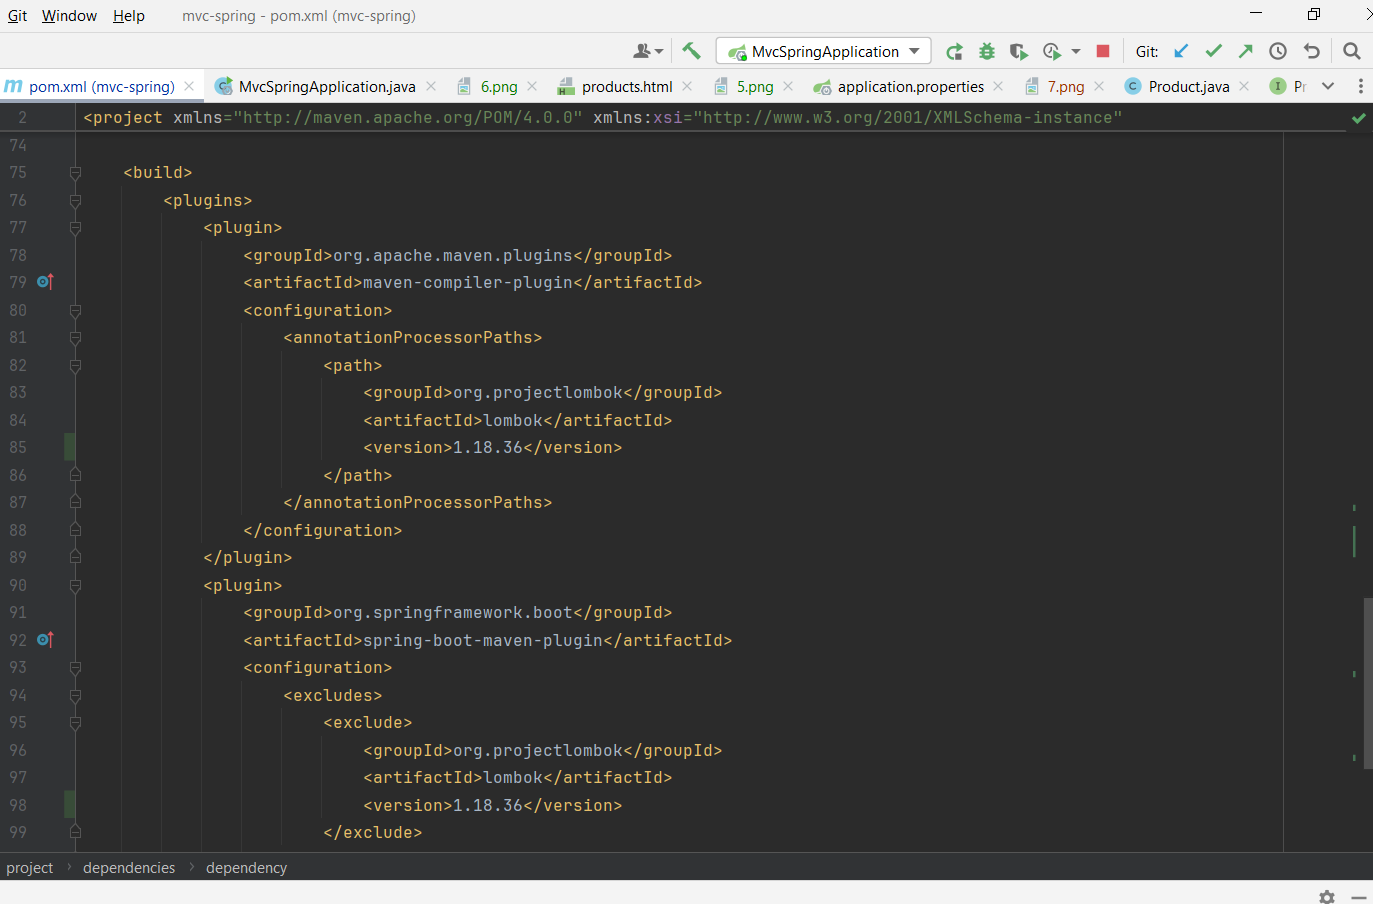 Git Window Help mvc-spring - pom.xml (mvc-spring)
MvcSpringApplication Git:
m pom.xml (mvc-spring) MvcSpringApplication.java 6.png H products.html 5.png application.properties 7.png C Product.java I Pr
2 <project xmlns="http://maven.apache.org/POM/4.0.0" xmlns:xsi="http://www.w3.org/2001/XMLSchema-instance"
74
75 <build>
76 <plugins>
77 <plugin>
78 <groupId>org.apache.maven.plugins</groupId>
79 <artifactId>maven-compiler-plugin</artifactId>
80 <configuration>
81 <annotationProcessorPaths>
82 <path>
83 <groupId>org.projectlombok</groupId>
84 <artifactId>lombok</artifactId>
85 <version>1.18.36</version>
86 </path>
87 </annotationProcessorPaths>
88 </configuration>
89 </plugin>
90 <plugin>
91 <groupId>org.springframework.boot</groupId>
92 <artifactId>spring-boot-maven-plugin</artifactId>
93 <configuration>
94 <excludes>
95 <exclude>
96 <groupId>org.projectlombok</groupId>
97 <artifactId>lombok</artifactId>
98 <version>1.18.36</version>
99 </exclude>
project dependencies dependency